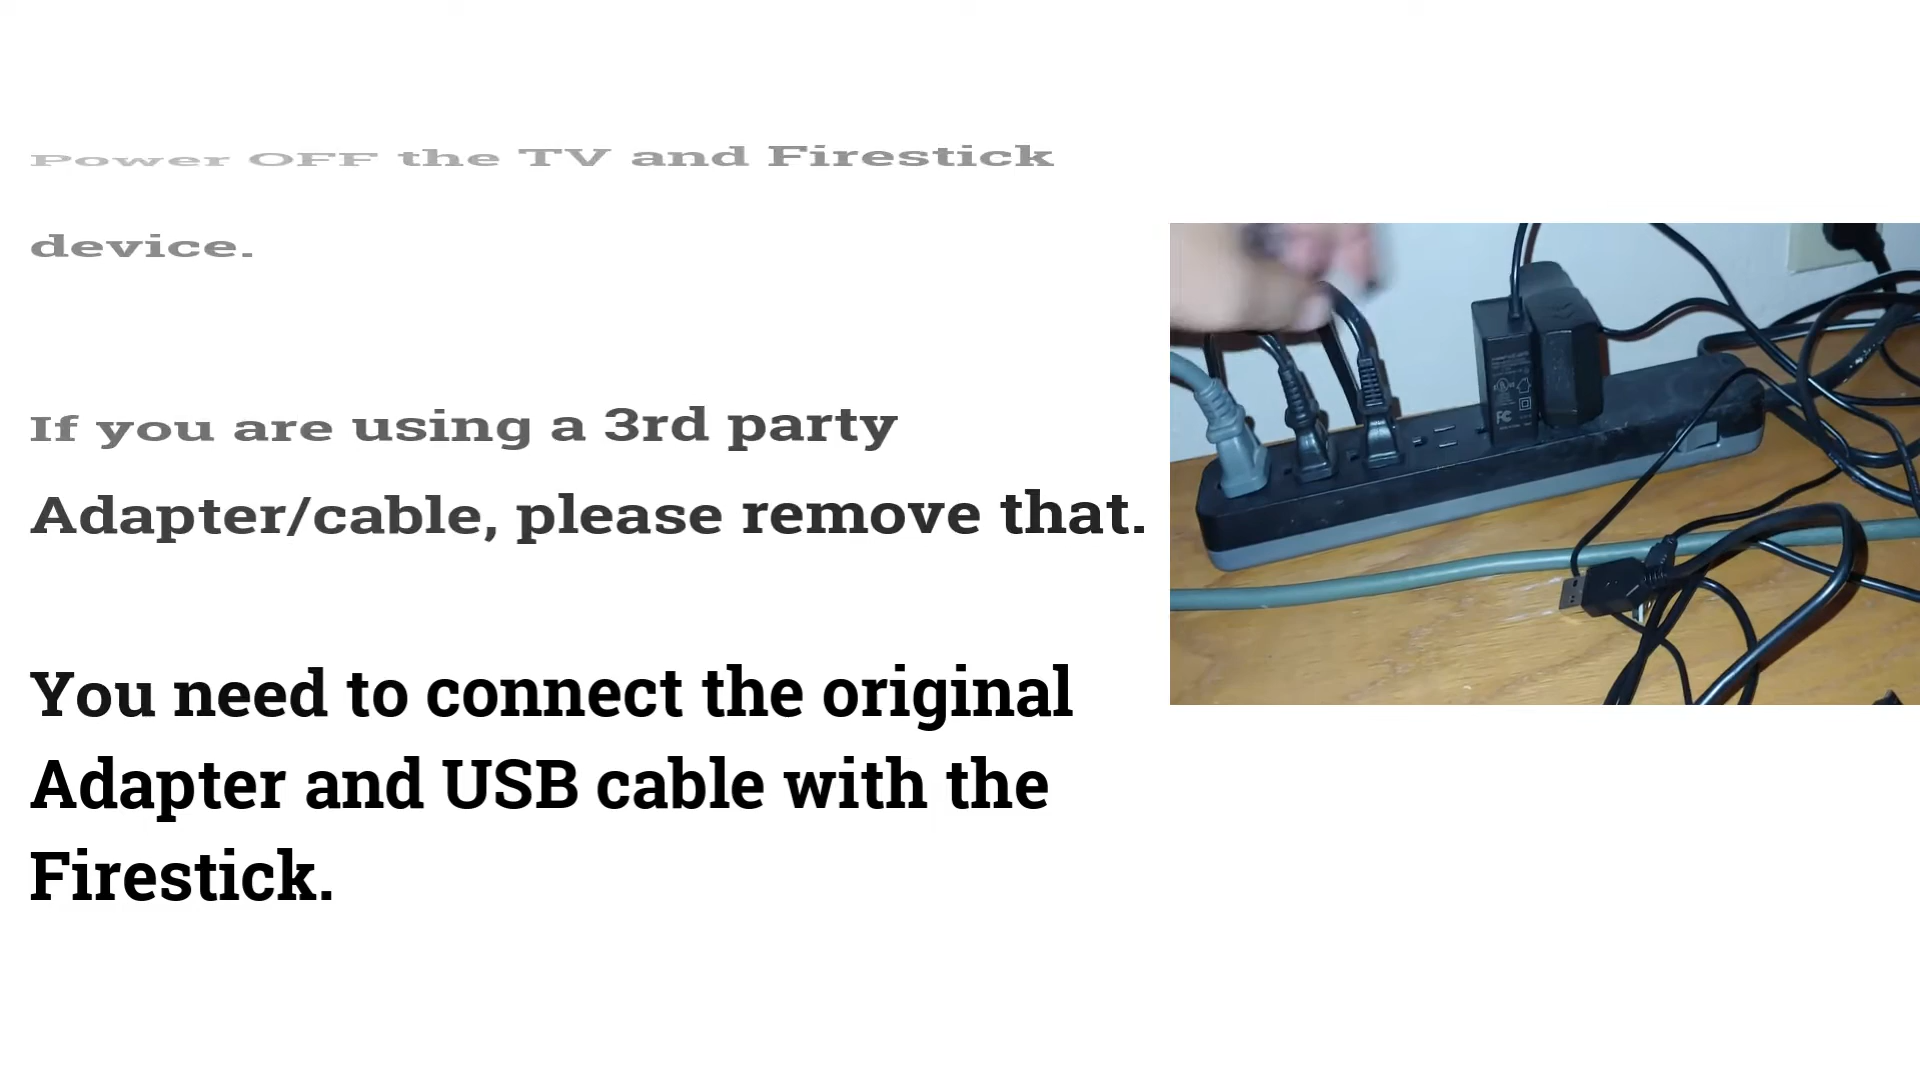 Power OFF the TV and Firestick
device.
If you are using a 3rd party
Adapter/cable, please remove that.
You need to connect the original
Adapter and USB cable with the
Firestick.
FC